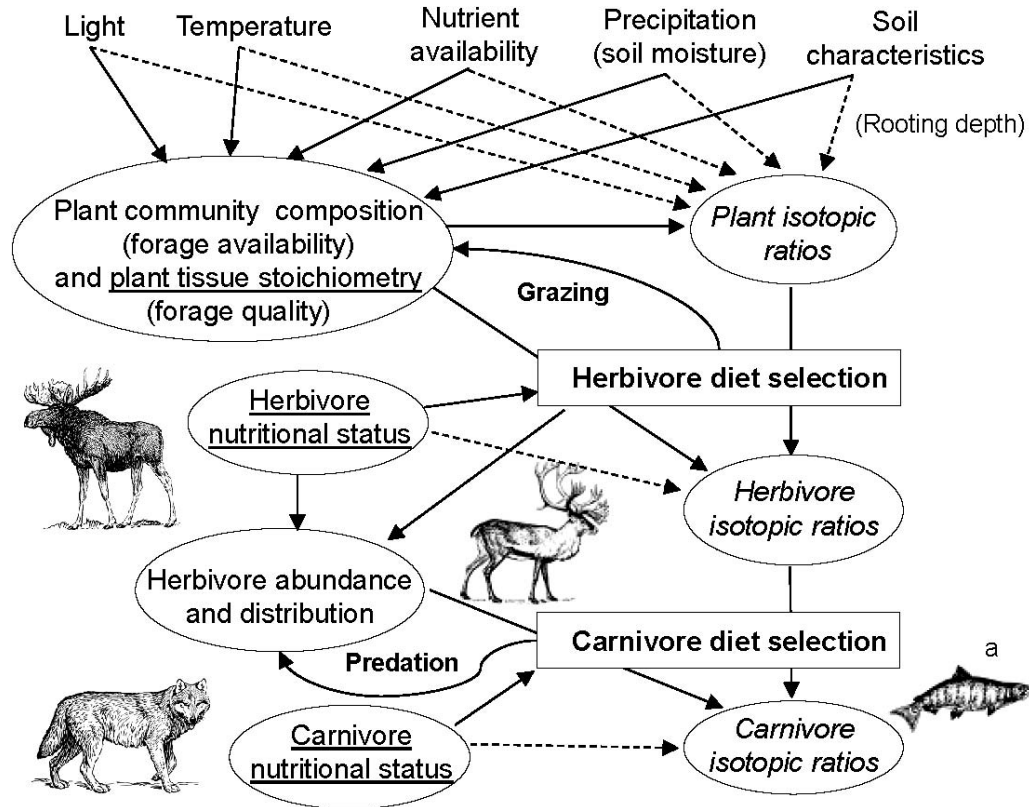 Light
Temperature
Nutrient
availability
Precipitation
(soil moisture)
Soil
characteristics
(Rooting depth)
Plant community composition
(forage availability)
and plant tissue stoichiometry
(forage quality)
Plant isotopic
ratios
Grazing
Herbivore diet selection
Herbivore
nutritional status
Herbivore
isotopic ratios
Herbivore abundance
and distribution
Carnivore diet selection
a
Predation
Carnivore
nutritional status
Carnivore
isotopic ratios